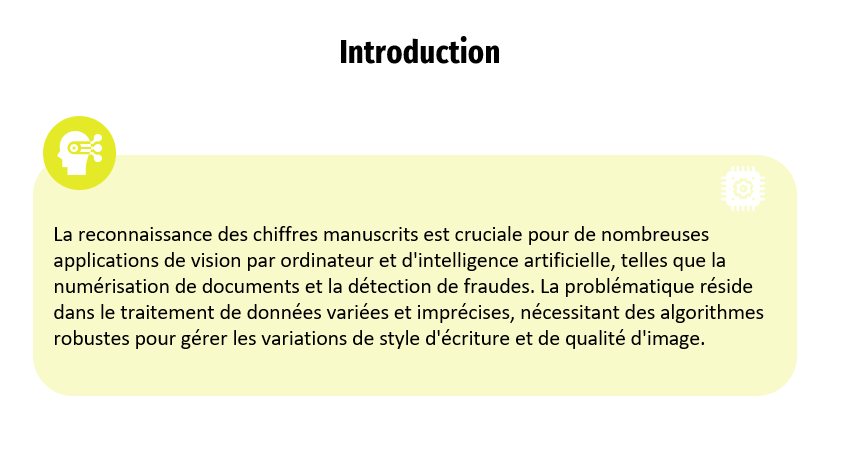 Introduction
La reconnaissance des chiffres manuscrits est cruciale pour de nombreuses
applications de vision par ordinateur et d'intelligence artificielle, telles que la
numérisation de documents et la détection de fraudes. La problématique réside
dans le traitement de données variées et imprécises, nécessitant des algorithmes
robustes pour gérer les variations de style d'écriture et de qualité d'image.